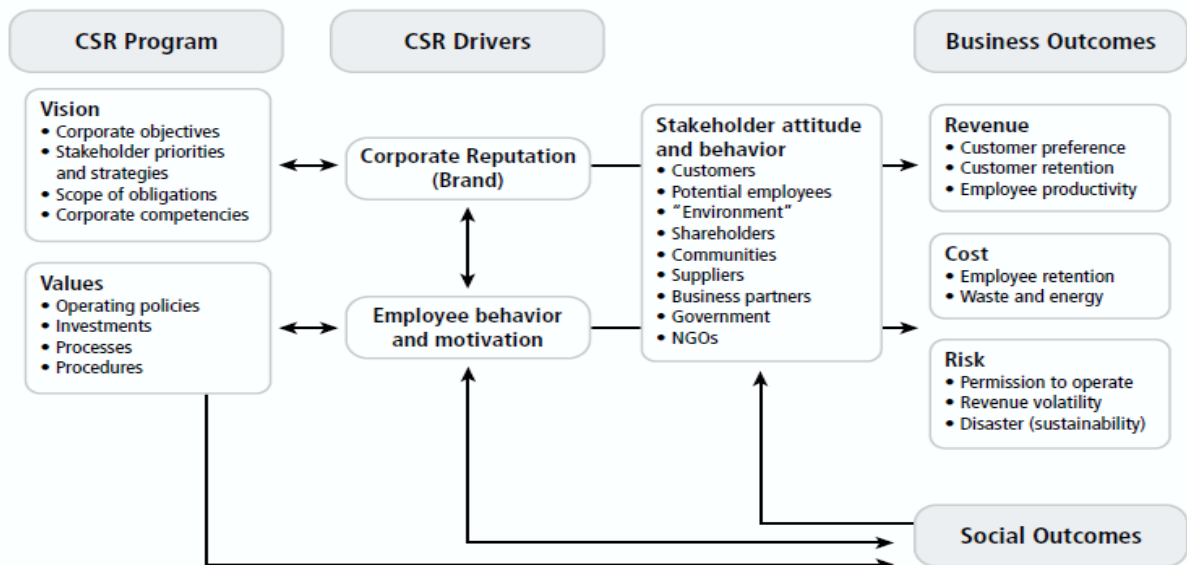 CSR Program
CSR Drivers
Business Outcomes
Vision
• Corporate objectives
• Stakeholder priorities
and strategies
• Scope of obligations
• Corporate competencies
Values
• Operating policies
• Investments
• Processes
• Procedures
Corporate Reputation
(Brand)
Employee behavior
and motivation
Stakeholder attitude
and behavior
• Customers
• Potential employees
• “Environment”
• Shareholders
• Communities
• Suppliers
• Business partners
• Government
• NGOs
Revenue
• Customer preference
• Customer retention
• Employee productivity
Cost
• Employee retention
• Waste and energy
Risk
• Permission to operate
• Revenue volatility
• Disaster (sustainability)
Social Outcomes